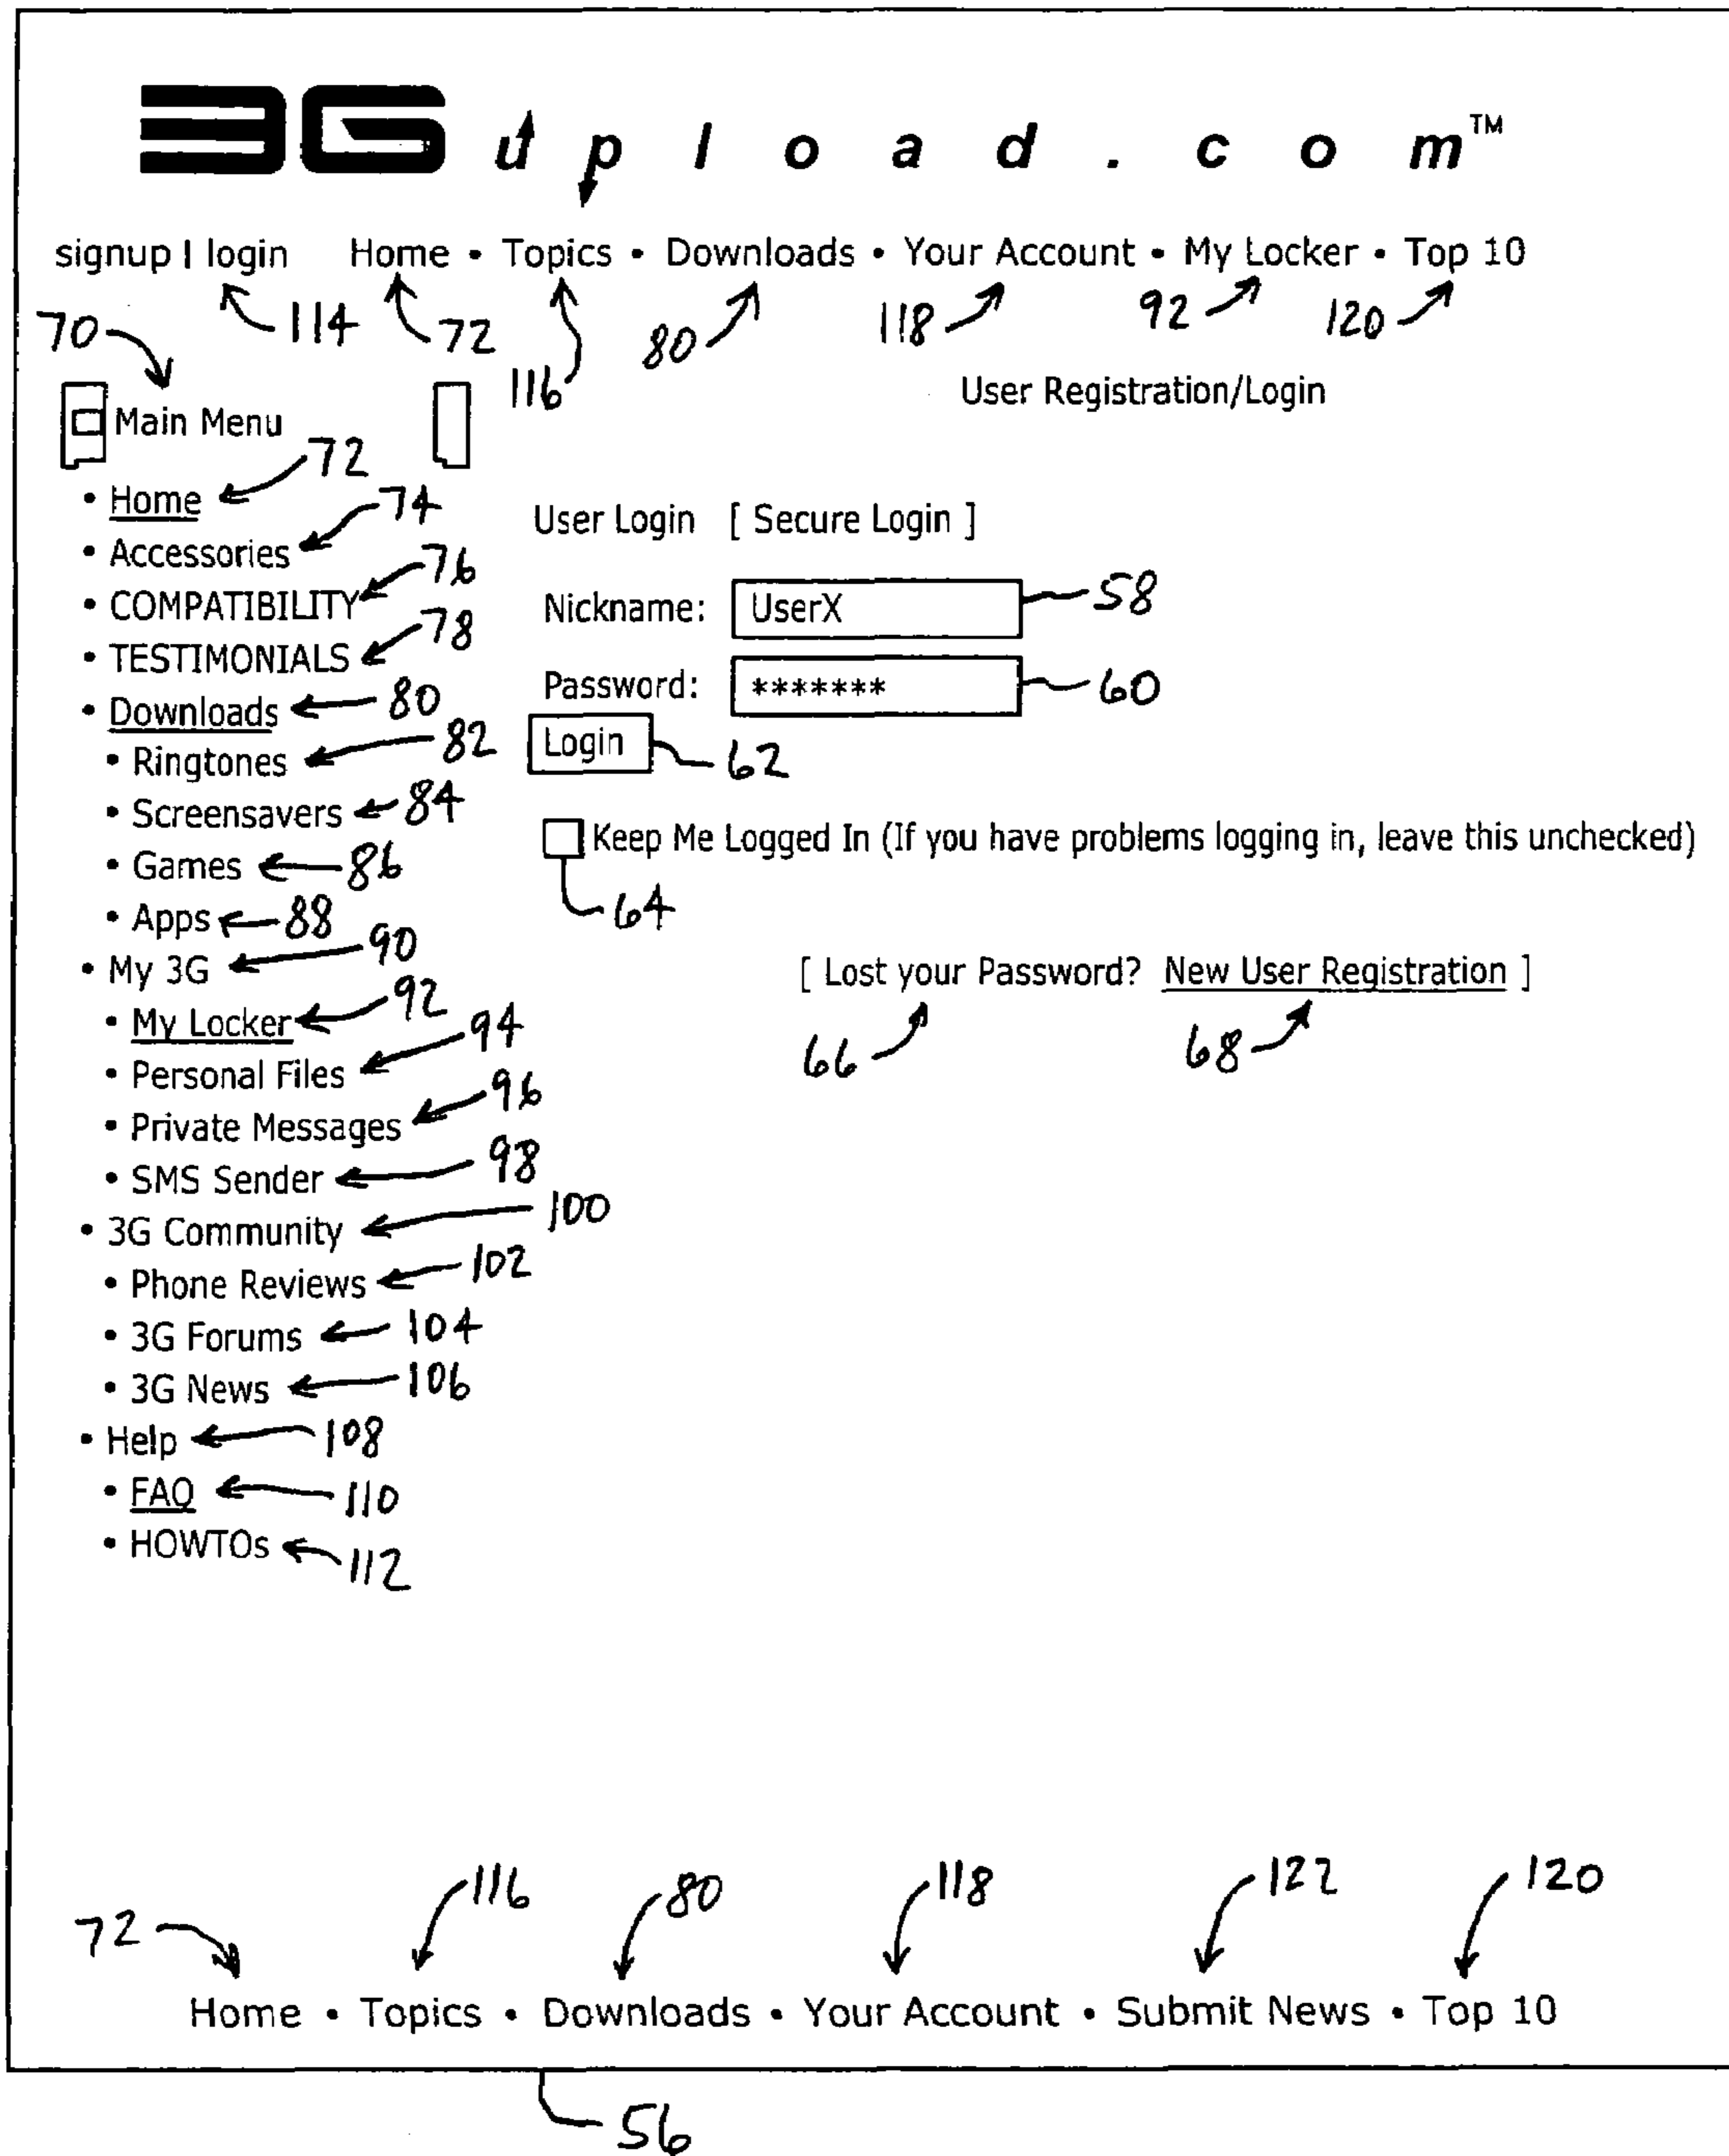 3G upload.com™
signup | login Home • Topics • Downloads • Your Account • My Locker • Top 10
70 114 72 116 80 118 92 120
User Registration/Login
Main Menu
• Home 72
• Accessories 74
• COMPATIBILITY 76
• TESTIMONIALS 78
• Downloads 80
• Ringtones 82
• Screensavers 84
• Games 86
• Apps 88
• My 3G 90
• My Locker 92
• Personal Files 94
• Private Messages 96
• SMS Sender 98
• 3G Community 100
• Phone Reviews 102
• 3G Forums 104
• 3G News 106
• Help 108
• FAQ 110
• HOWTOs 112
User Login [ Secure Login ]
Nickname: UserX 58
Password: ******* 60
Login 62
Keep Me Logged In (If you have problems logging in, leave this unchecked)
64
[ Lost your Password? New User Registration ]
66 68
72 116 80 118 122 120
Home • Topics • Downloads • Your Account • Submit News • Top 10
56